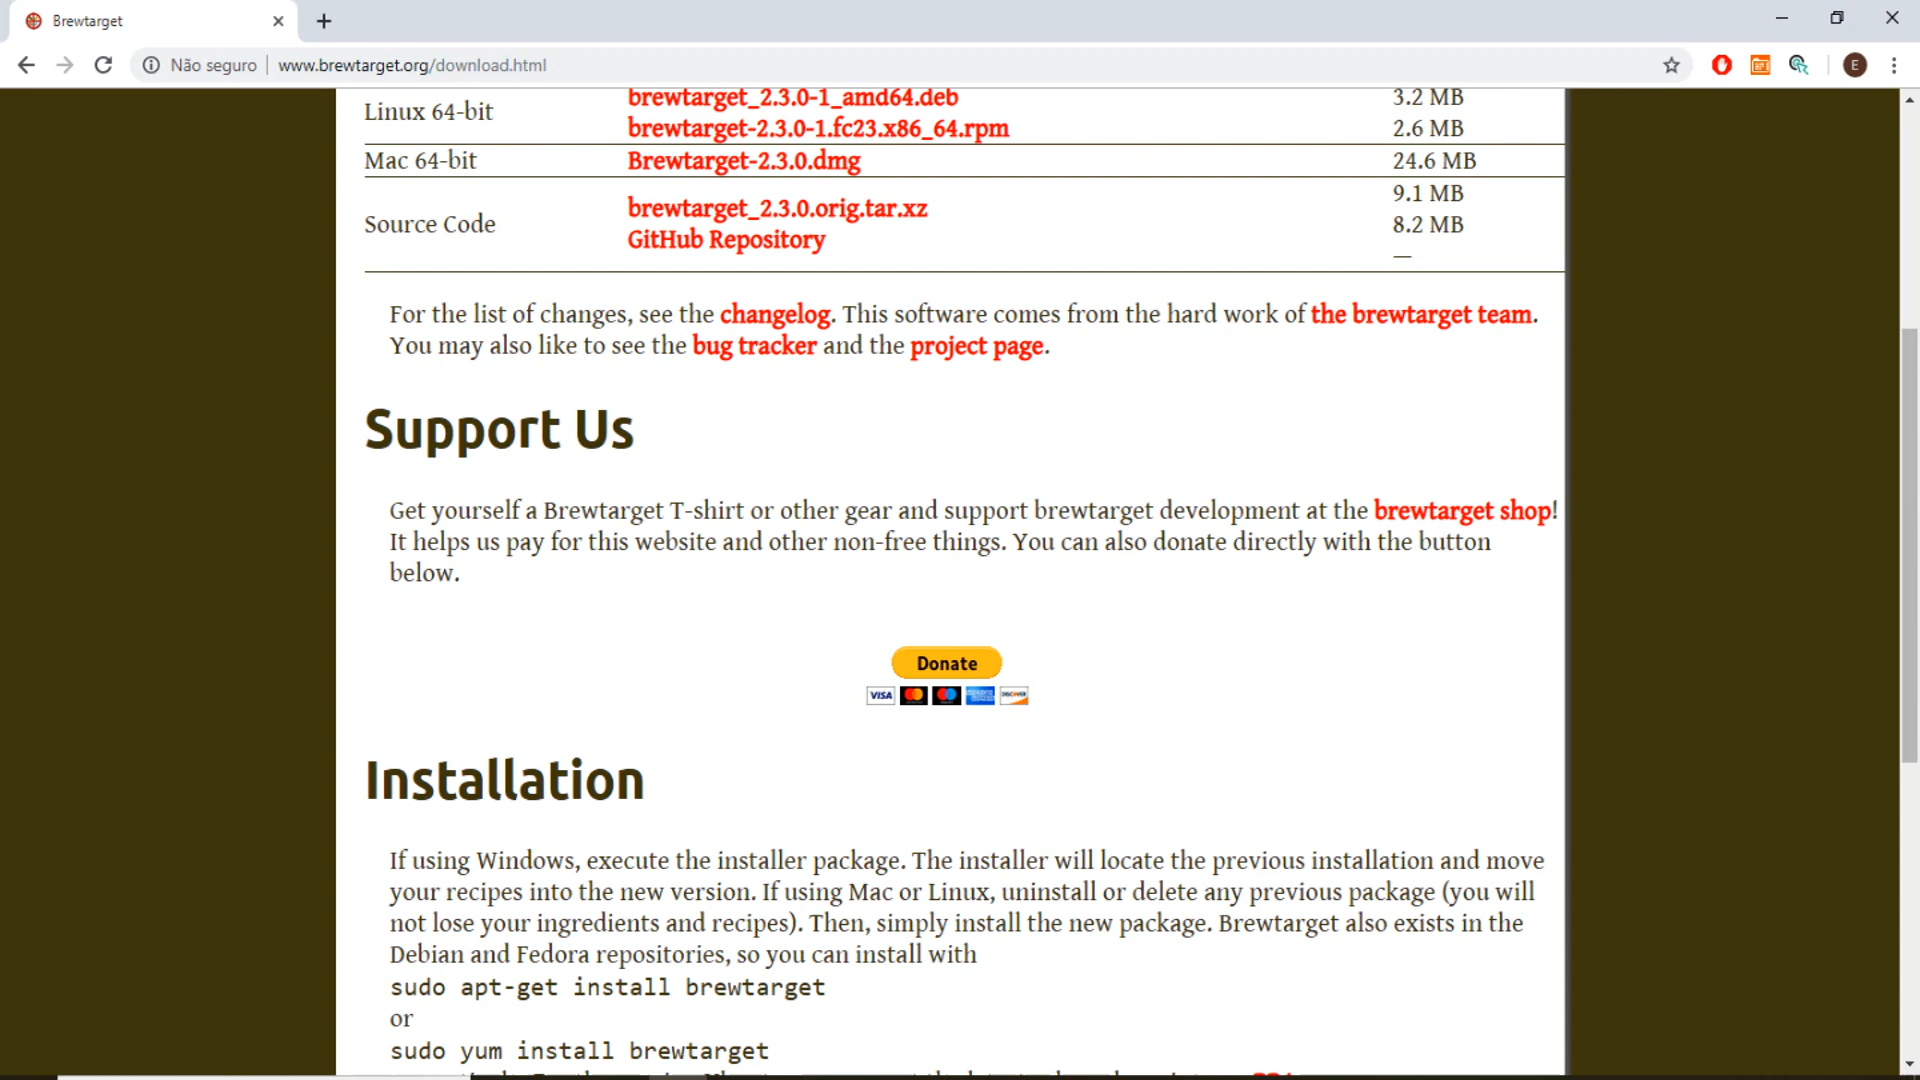 Brewtarget
Não seguro www.brewtarget.org/download.html
E
Linux 64-bit
brewtarget_2.3.0-1_amd64.deb 3.2 MB
brewtarget-2.3.0-1.fc23.x86_64.rpm 2.6 MB
Mac 64-bit Brewtarget-2.3.0.dmg 24.6 MB
Source Code
brewtarget_2.3.0.orig.tar.xz
GitHub Repository
9.1 MB
8.2 MB
—
For the list of changes, see the changelog. This software comes from the hard work of the brewtarget team.
You may also like to see the bug tracker and the project page.
Support Us
Get yourself a Brewtarget T-shirt or other gear and support brewtarget development at the brewtarget shop!
It helps us pay for this website and other non-free things. You can also donate directly with the button
below.
Donate
VISA
DISCOVER
Installation
If using Windows, execute the installer package. The installer will locate the previous installation and move
your recipes into the new version. If using Mac or Linux, uninstall or delete any previous package (you will
not lose your ingredients and recipes). Then, simply install the new package. Brewtarget also exists in the
Debian and Fedora repositories, so you can install with
sudo apt-get install brewtarget
or
sudo yum install brewtarget